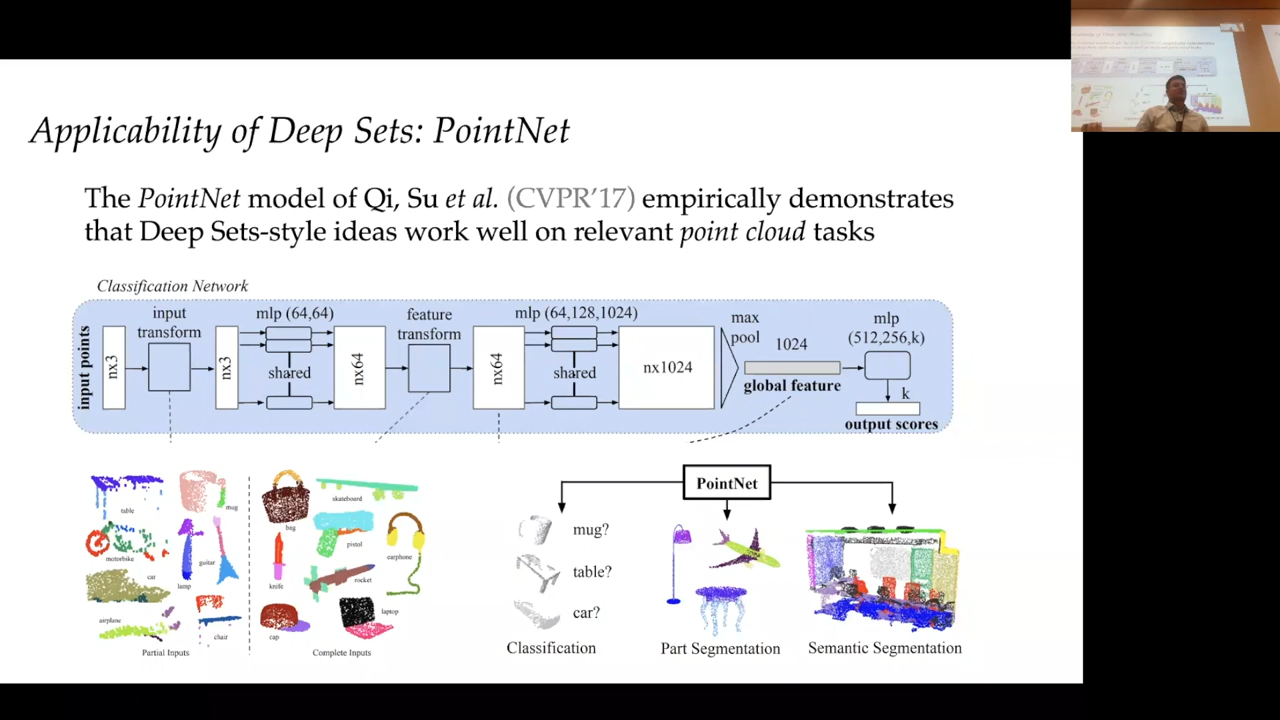 Applicability of Deep Sets: PointNet
The PointNet model of Qi, Su et al. (CVPR'17) empirically demonstrates
that Deep Sets-style ideas work well on relevant point cloud tasks
Classification Network
input points
nx3
input
transform
nx3
mlp (64,64)
shared
nx64
feature
transform
nx64
mlp (64,128,1024)
shared
nx1024
max
pool
1024
global feature
mlp
(512,256,k)
k
output scores
table
mug
motorbike
car
lamp
guitar
airplane
chair
Partial Inputs
bag
skateboard
pistol
earphone
knife
rocket
cap
laptop
Complete Inputs
PointNet
mug?
table?
car?
Classification
Part Segmentation
Semantic Segmentation